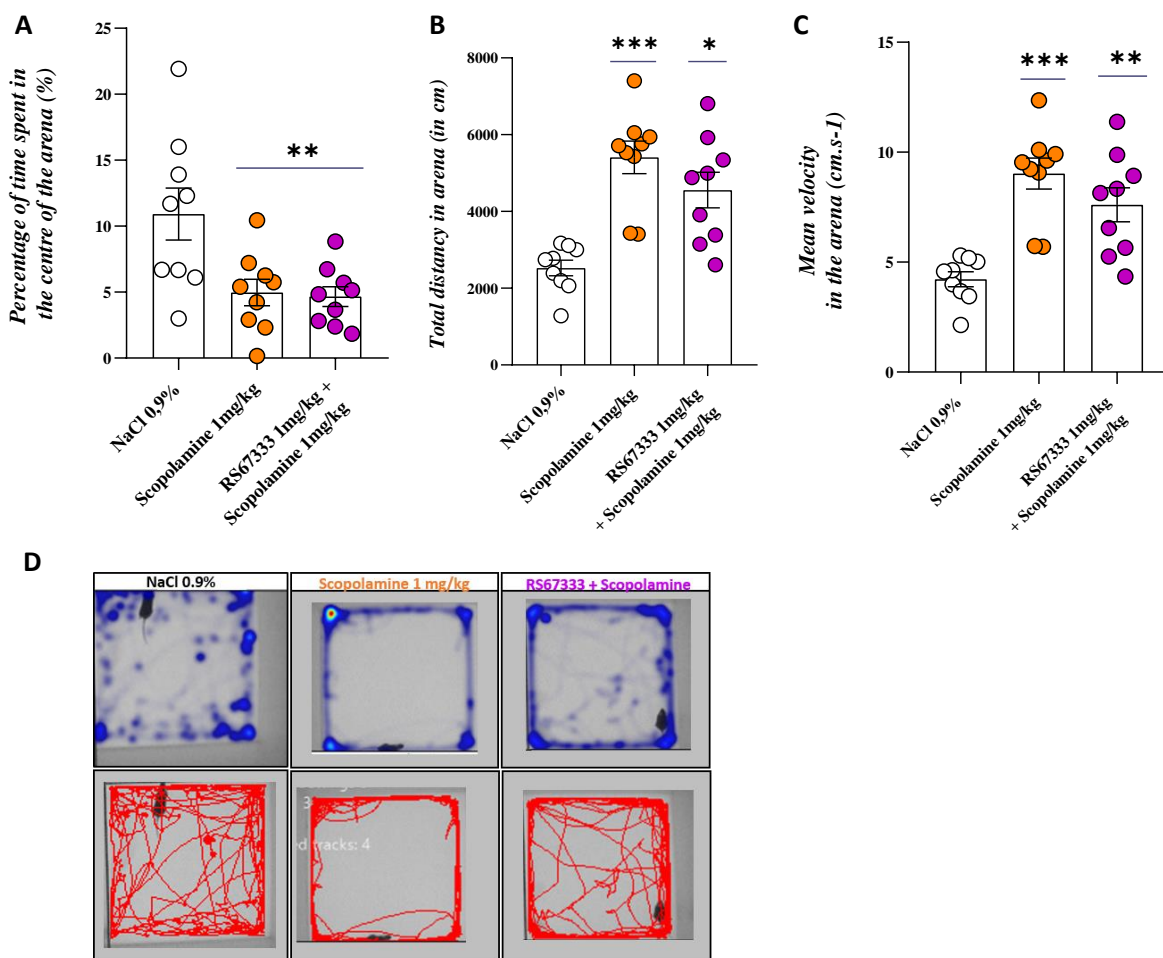 A
Percentage of time spent in
the centre of the arena (%)
25
20
15
10
5
0
**
NaCl 0,9%
Scopolamine 1mg/kg
RS67333 1mg/kg +
Scopolamine 1mg/kg
B
Total distancy in arena (in cm)
8000
6000
4000
2000
0
***
*
NaCl 0,9%
Scopolamine 1mg/kg
RS67333 1mg/kg
+ Scopolamine 1mg/kg
C
Mean velocity
in the arena (cm.s-1)
15
10
5
0
***
**
NaCl 0,9%
Scopolamine 1mg/kg
RS67333 1mg/kg
+ Scopolamine 1mg/kg
D
NaCl 0.9%
Scopolamine 1 mg/kg
RS67333 + Scopolamine
3
tracks: 4